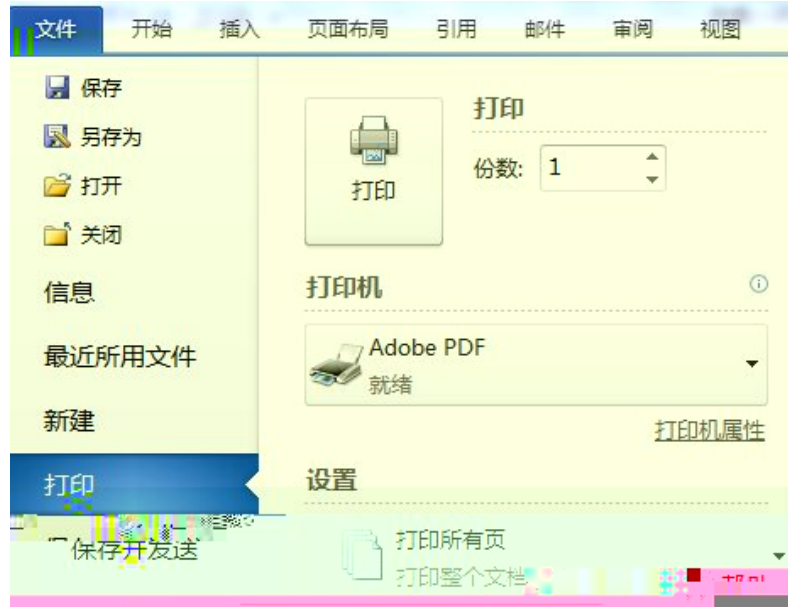 文件 开始 插入 页面布局 引用 邮件 审阅 视图
保存
另存为
打开
关闭
信息
最近所用文件
新建
打印
保存并发送
打印
打印
份数: 1
打印机
Adobe PDF
就绪
打印机属性
设置
打印所有页
打印整个文档